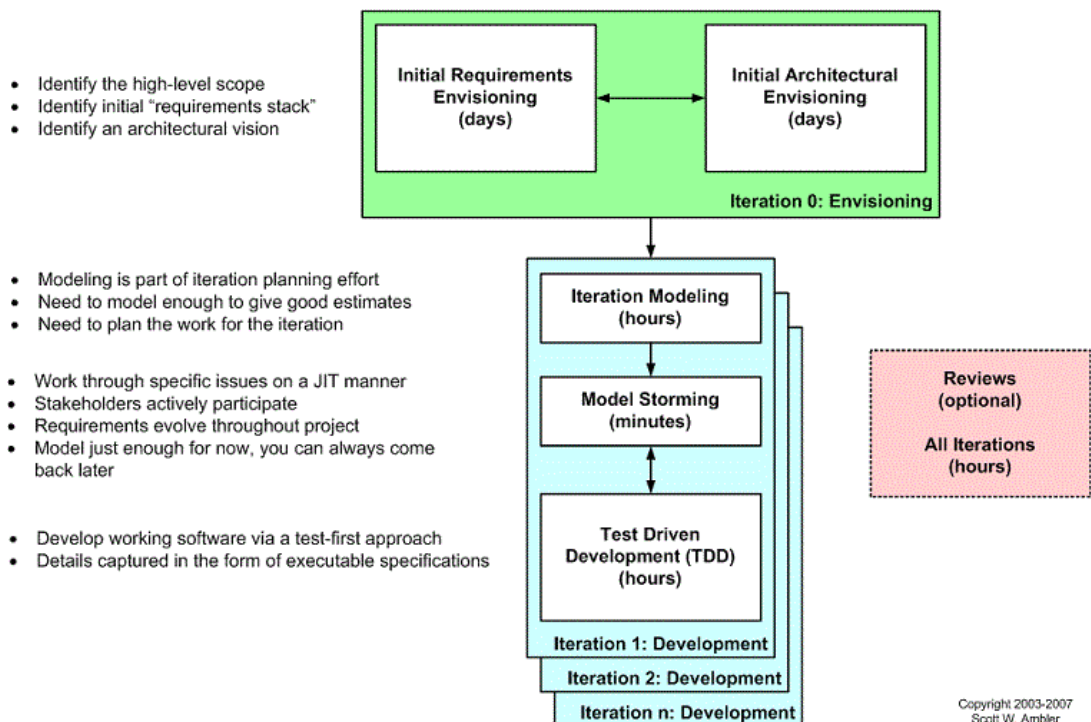 Initial Requirements
Envisioning
(days)
Initial Architectural
Envisioning
(days)
• Identify the high-level scope
• Identify initial “requirements stack”
• Identify an architectural vision
Iteration 0: Envisioning
• Modeling is part of iteration planning effort
• Need to model enough to give good estimates
• Need to plan the work for the iteration
Iteration Modeling
(hours)
• Work through specific issues on a JIT manner
• Stakeholders actively participate
• Requirements evolve throughout project
• Model just enough for now, you can always come
back later
Model Storming
(minutes)
Reviews
(optional)
All Iterations
(hours)
• Develop working software via a test-first approach
• Details captured in the form of executable specifications
Test Driven
Development (TDD)
(hours)
Iteration 1: Development
Iteration 2: Development
Iteration n: Development
Copyright 2003-2007
Scott W. Ambler